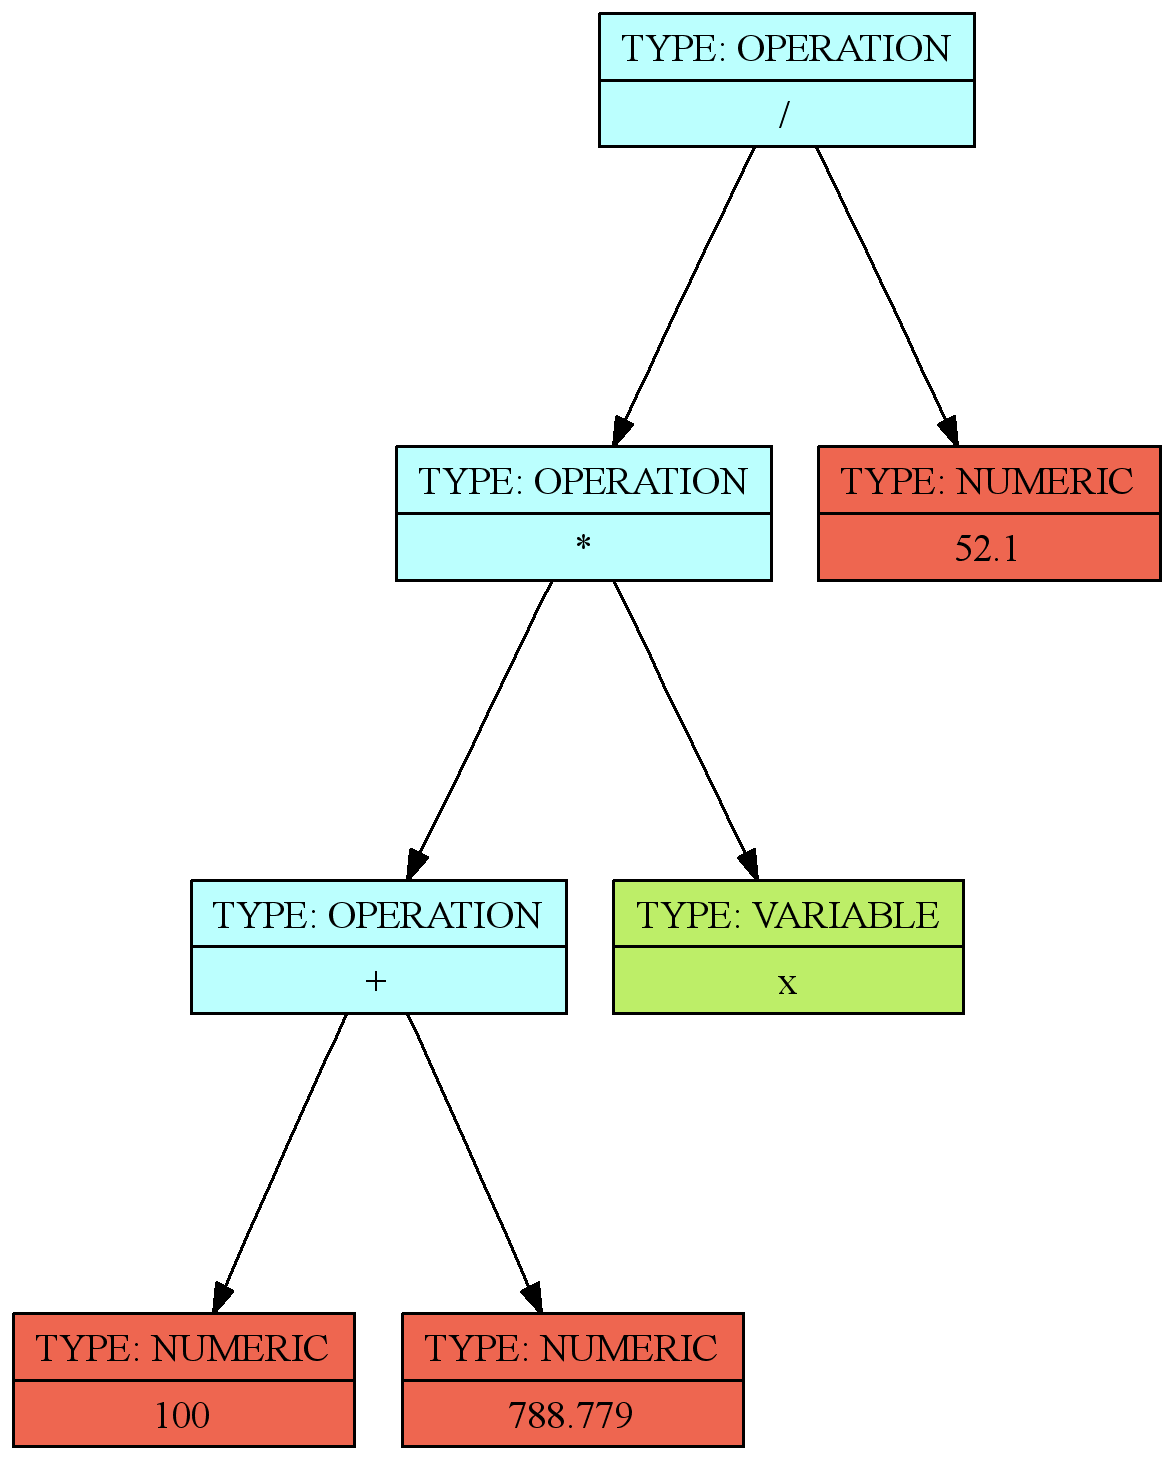 TYPE: OPERATION
/
TYPE: OPERATION
*
TYPE: NUMERIC
52.1
TYPE: OPERATION
+
TYPE: VARIABLE
x
TYPE: NUMERIC
100
TYPE: NUMERIC
788.779